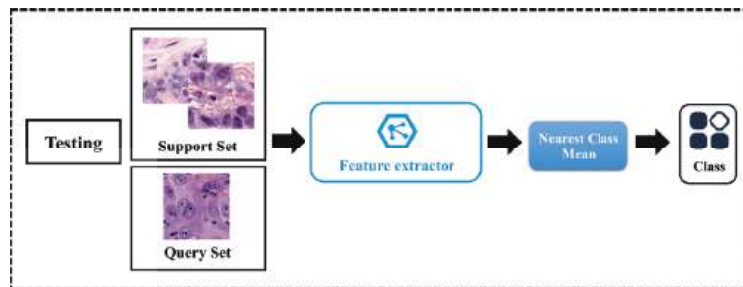 Testing
Support Set
Query Set
Feature extractor
Nearest Class
Mean
Class